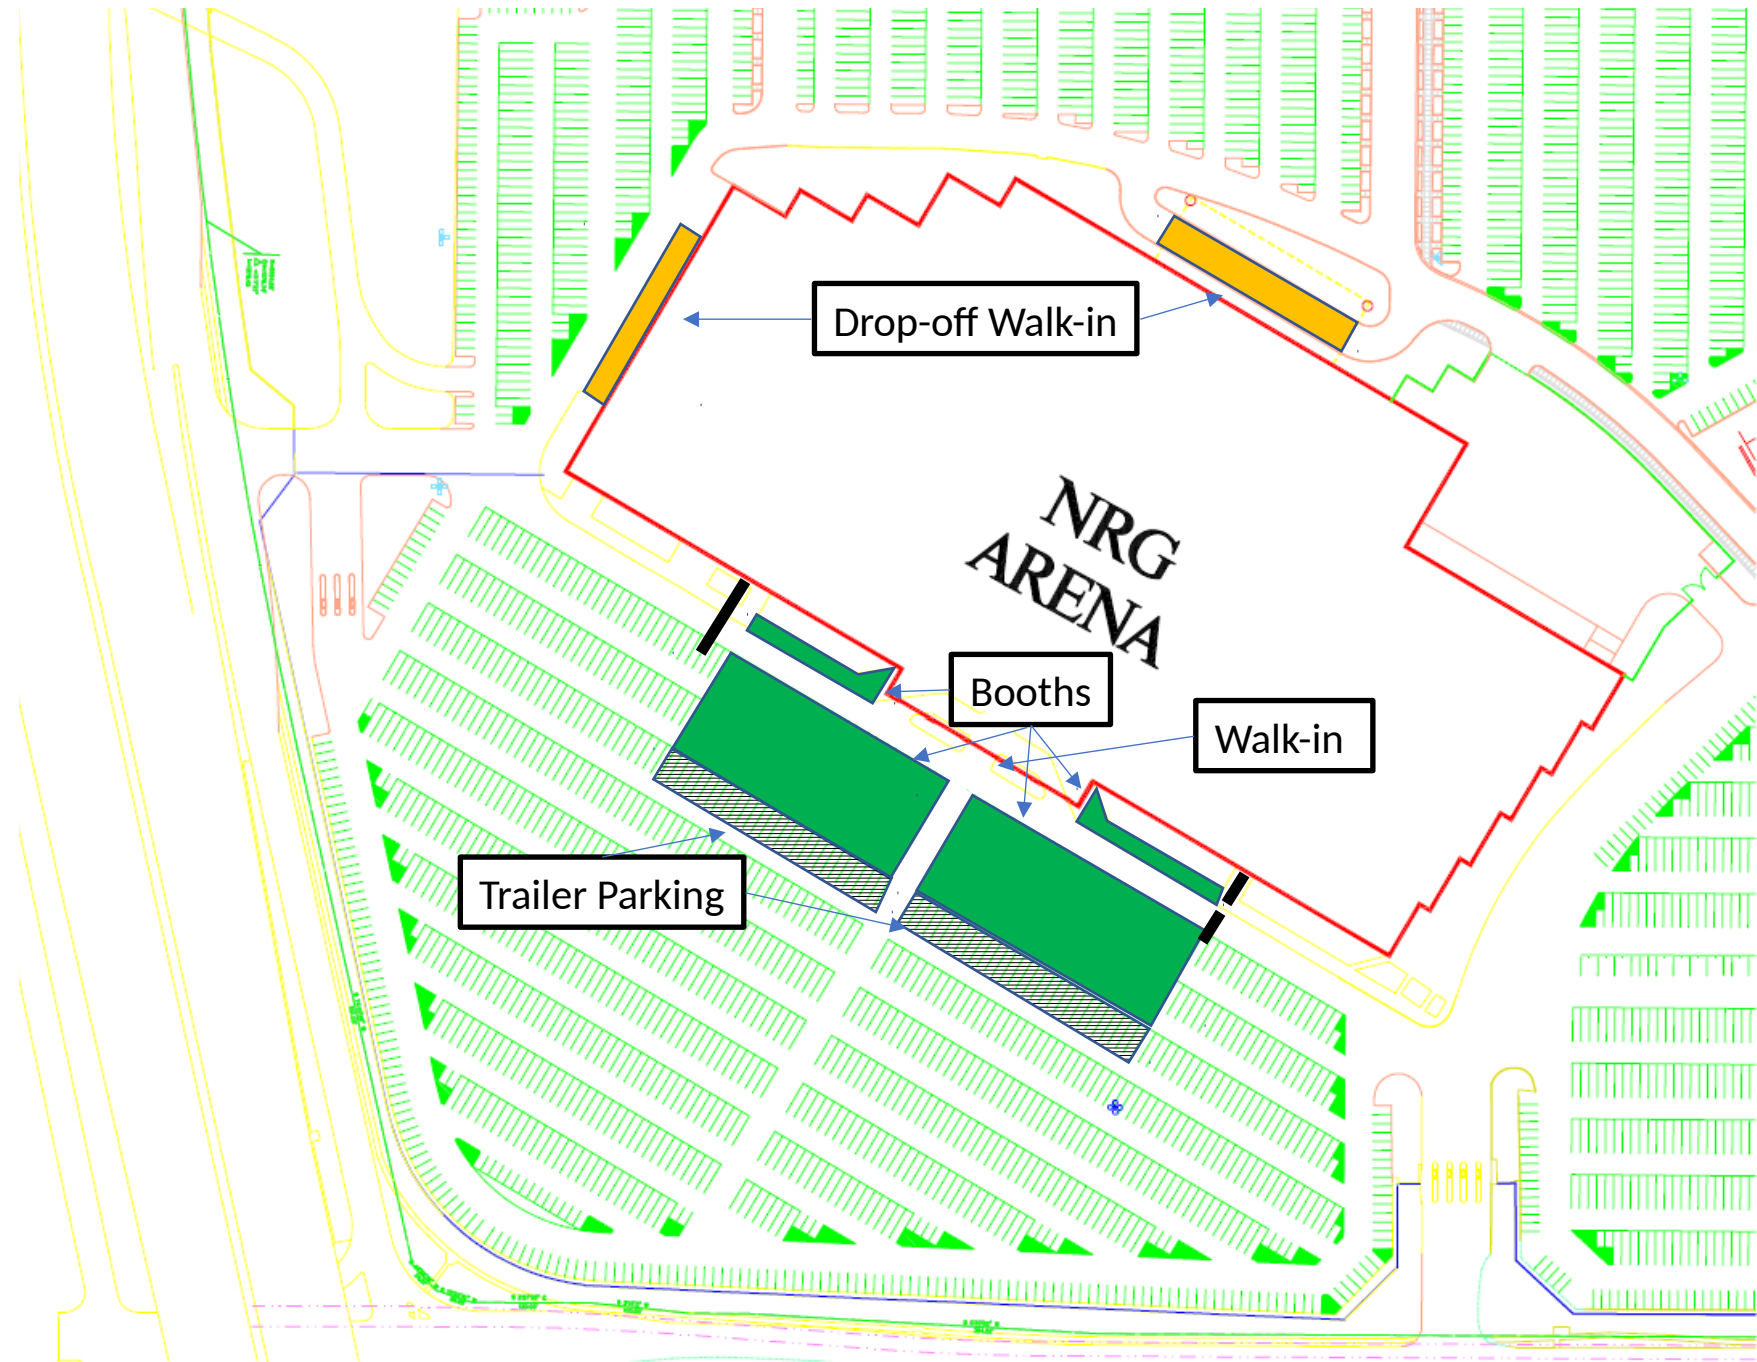 Drop-off Walk-in
NRG
ARENA
Booths
Walk-in
Trailer Parking